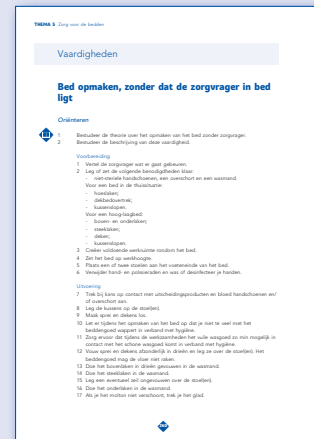 THEMA 5 Zorg voor de bedden
Vaardigheden
Bed opmaken, zonder dat de zorgvrager in bed
ligt
Oriënteren
1 Bestudeer de theorie over het opmaken van het bed zonder zorgvrager.
2 Bestudeer de beschrijving van deze vaardigheid.
Voorbereiding
1 Vertel de zorgvrager wat er gaat gebeuren.
2 Leg of zet de volgende benodigdheden klaar:
- niet-steriele handschoenen, een overschort en een wasmand.
Voor een bed in de thuissituatie:
- hoeslaken;
- dekbedovertrek;
- kussenslopen.
Voor een hoog-laagbed:
- boven- en onderlaken;
- steeklaken;
- deken;
- kussenslopen.
3 Creëer voldoende werkruimte rondom het bed.
4 Zet het bed op werkhoogte.
5 Plaats een of twee stoelen aan het voeteneinde van het bed.
6 Verwijder hand- en polssieraden en was of desinfecteer je handen.
Uitvoering
7 Trek bij kans op contact met uitscheidingsproducten en bloed handschoenen en/
of overschort aan.
8 Leg de kussens op de stoel(en).
9 Maak sprei en dekens los.
10 Let er tijdens het opmaken van het bed op dat je niet te veel met het
beddengoed wappert in verband met hygiëne.
11 Zorg ervoor dat tijdens de werkzaamheden het vuile wasgoed zo min mogelijk in
contact met het schone wasgoed komt in verband met hygiëne.
12 Vouw sprei en dekens afzonderlijk in drieën en leg ze over de stoel(en). Het
beddengoed mag de vloer niet raken.
13 Doe het bovenlaken in drieën gevouwen in de wasmand.
14 Doe het steeklaken in de wasmand.
15 Leg een eventueel zeil ongevouwen over de stoel(en).
16 Doe het onderlaken in de wasmand.
17 Als je het molton niet verschoont, trek je het glad.